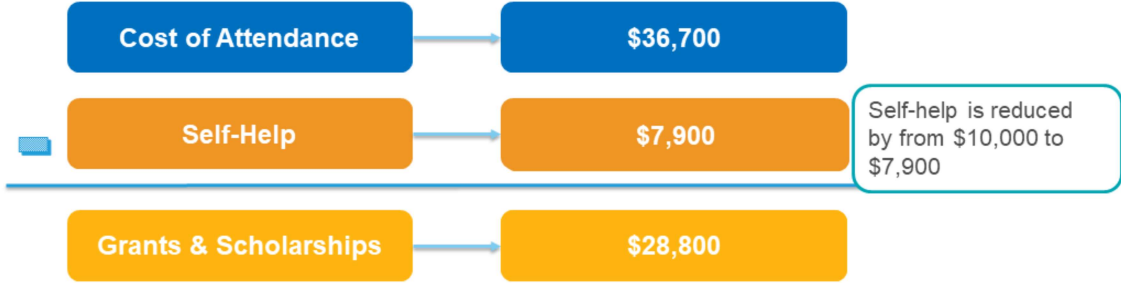 Cost of Attendance
$36,700
Self-Help
$7,900
Self-help is reduced
by from $10,000 to
$7,900
Grants & Scholarships
$28,800